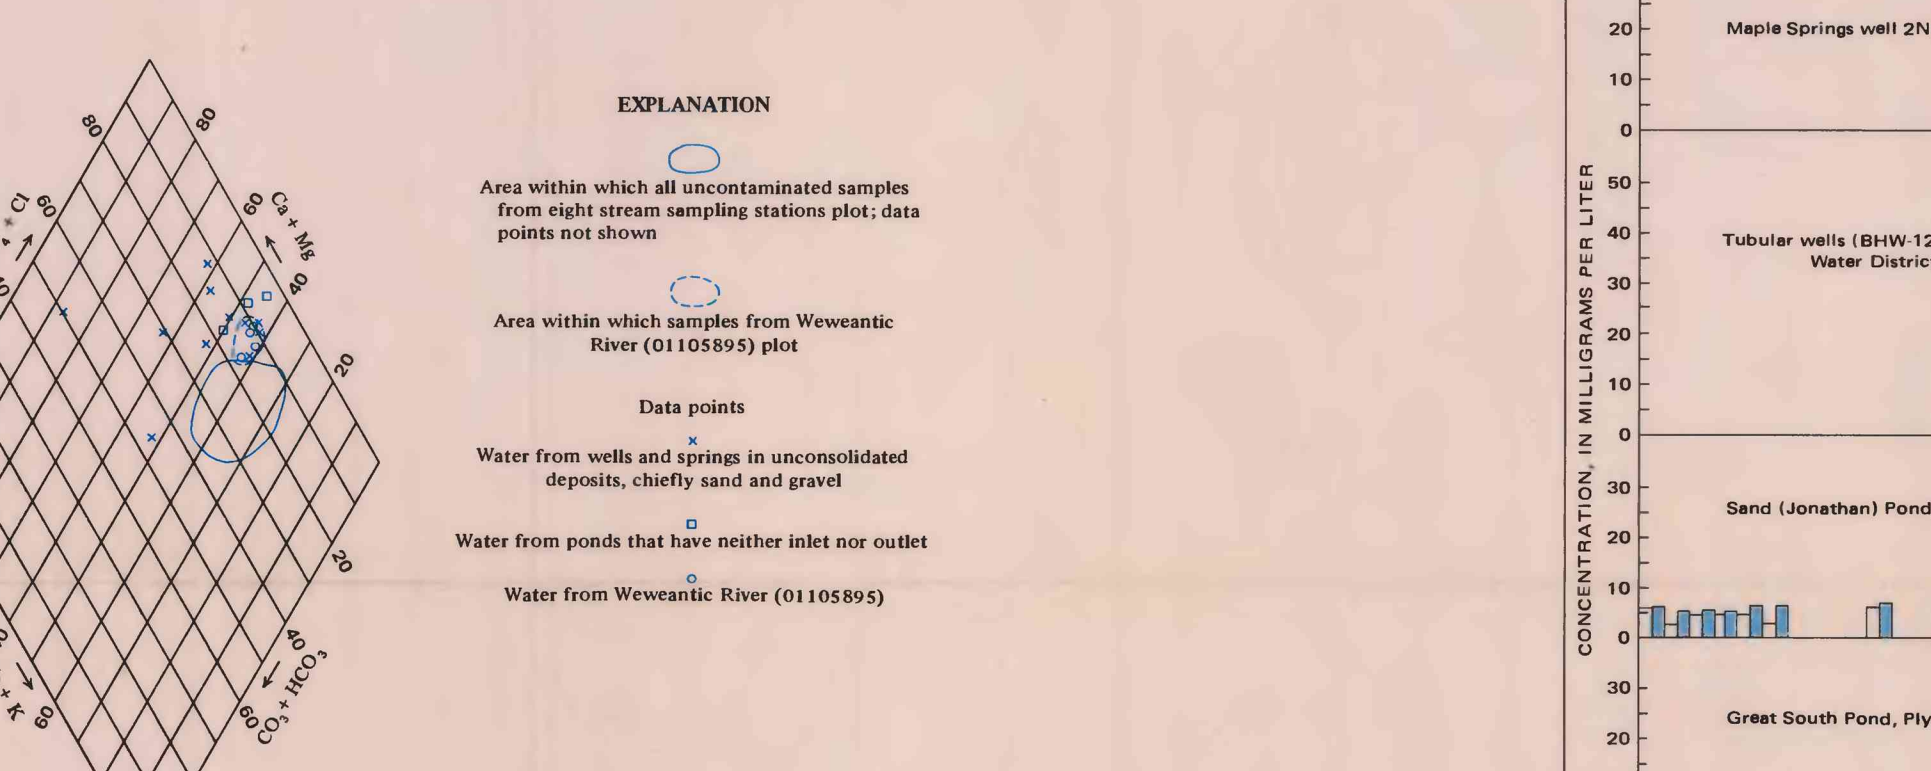 80
80
60
Cl
60
Ca + Mg
40
20
20
40
CO3 + HCO3
60
+ K
60
EXPLANATION
Area within which all uncontaminated samples
from eight stream sampling stations plot; data
points not shown
Area within which samples from Weweantic
River (01105895) plot
Data points
Water from wells and springs in unconsolidated
deposits, chiefly sand and gravel
Water from ponds that have neither inlet nor outlet
Water from Weweantic River (01105895)
CONCENTRATION, IN MILLIGRAMS PER LITER
20
Maple Springs well 2N
10
0
50
40
Tubular wells (BHW-12
Water Distric
30
20
10
0
30
Sand (Jonathan) Pond
20
10
0
30
Great South Pond, Ply
20